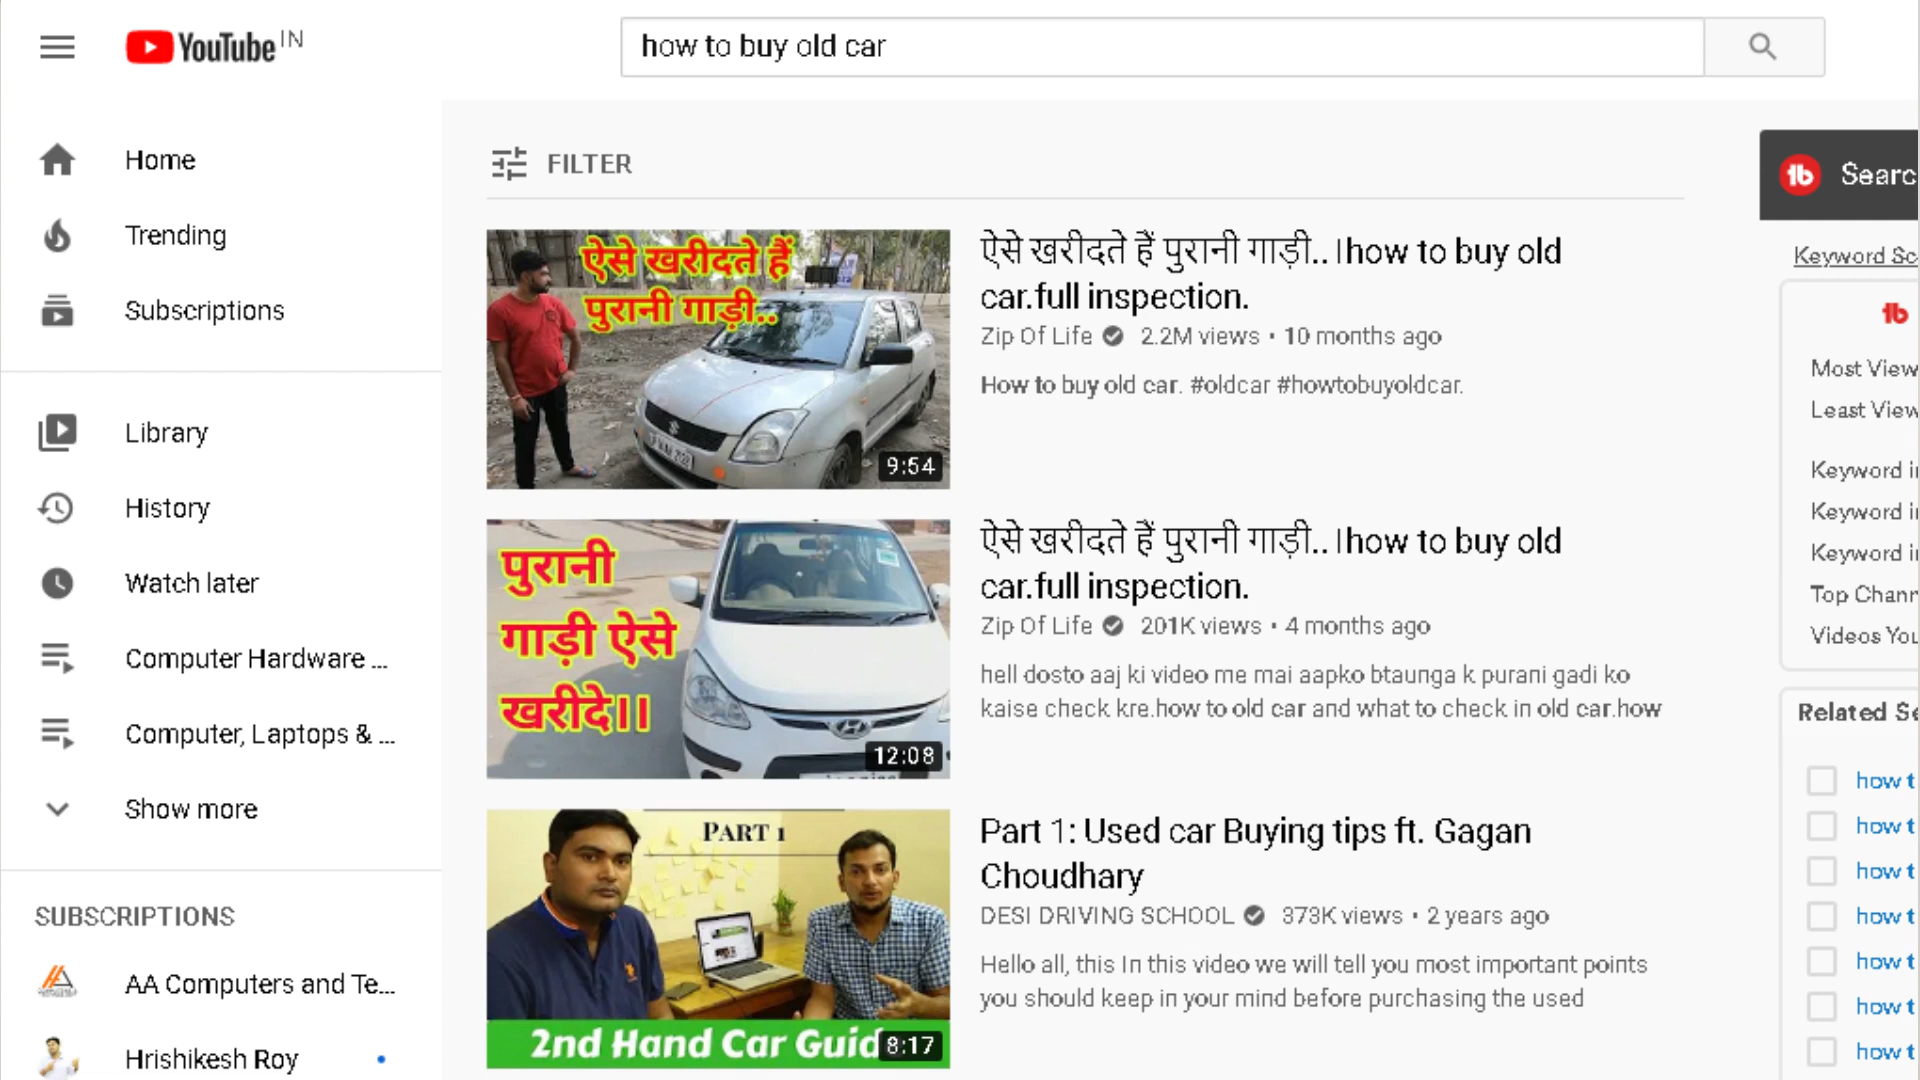 YouTube IN
how to buy old car
Home
Trending
Subscriptions
Library
History
Watch later
Computer Hardware ...
Computer, Laptops & ...
Show more
SUBSCRIPTIONS
AA Computers and Te...
Hrishikesh Roy
FILTER
ऐसे खरीदते हैं
पुरानी गाड़ी..
9:54
ऐसे खरीदते हैं पुरानी गाड़ी.. |how to buy old
car.full inspection.
Zip Of Life 2.2M views • 10 months ago
How to buy old car. #oldcar #howtobuyoldcar.
पुरानी
गाड़ी ऐसे
खरीदे।।
12:08
ऐसे खरीदते हैं पुरानी गाड़ी.. |how to buy old
car.full inspection.
Zip Of Life 201K views • 4 months ago
hell dosto aaj ki video me mai aapko btaunga k purani gadi ko
kaise check kre.how to old car and what to check in old car.how
PART 1
2nd Hand Car Guid
8:17
Part 1: Used car Buying tips ft. Gagan
Choudhary
DESI DRIVING SCHOOL 373K views • 2 years ago
Hello all, this In this video we will tell you most important points
you should keep in your mind before purchasing the used
tb Searc
Keyword Sc
tb
Most View
Least View
Keyword i
Keyword i
Keyword i
Top Chann
Videos You
Related Se
how t
how t
how t
how t
how t
how t
how t